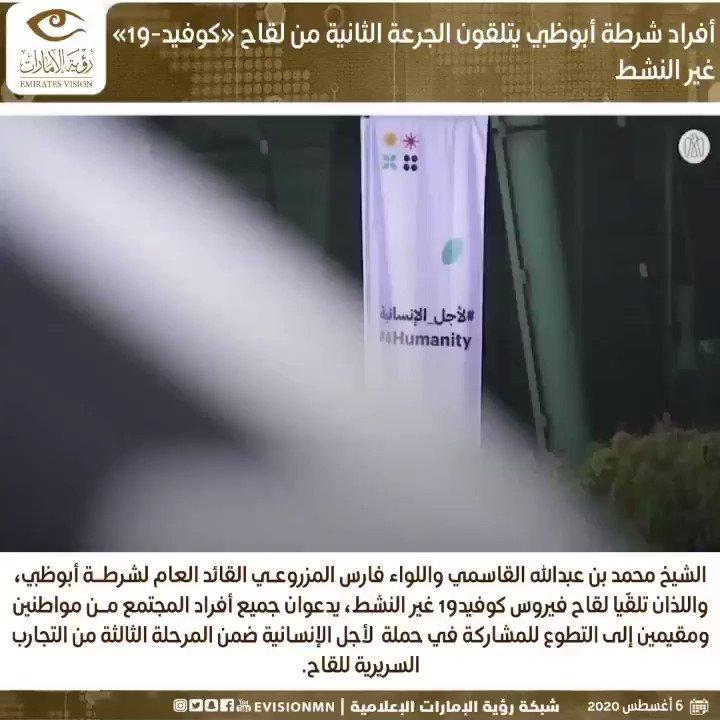 أفراد شرطة أبوظبي يتلقون الجرعة الثانية من لقاح «كوفيد-19»
غير النشط
رؤية الإمارات
EMIRATES VISION
#لأجل_الإنسانية
#4Humanity
الشيخ محمد بن عبدالله القاسمي واللواء فارس المزروعي القائد العام لشرطة أبوظبي،
واللذان تلقّيا لقاح فيروس كوفيد19 غير النشط، يدعوان جميع أفراد المجتمع من مواطنين
ومقيمين إلى التطوع للمشاركة في حملة لأجل الإنسانية ضمن المرحلة الثالثة من التجارب
السريرية للقاح.
6 أغسطس 2020
شبكة رؤية الإمارات الإعلامية | EVISIONMN